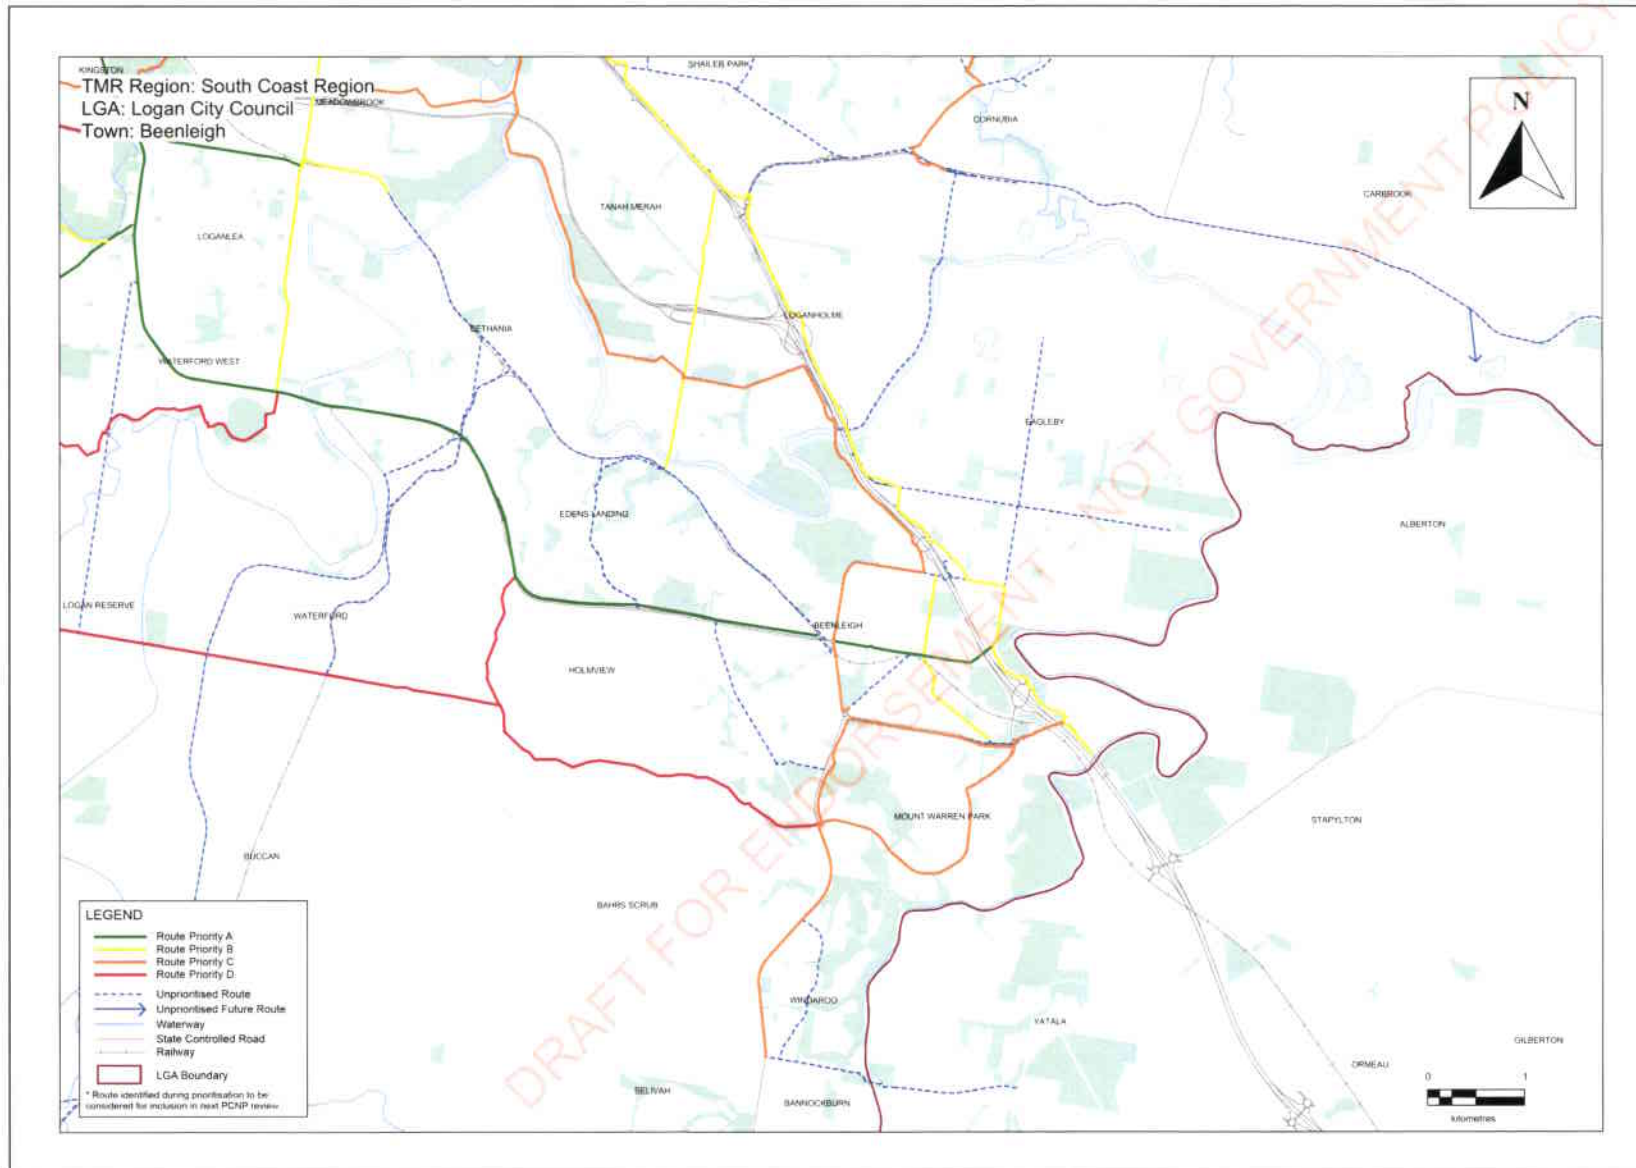 KINGSTON
TMR Region: South Coast Region
LGA: Logan City Council
Town: Beenleigh
MEADOWBROOK
SHAILER PARK
CORNUBIA
N
CARBROOK
TANAH MERAH
LOGANLEA
LOGANHOLME
BETHANIA
WATERFORD WEST
EAGLEBY
EDENS LANDING
ALBERTON
LOGAN RESERVE
WATERFORD
BEENLEIGH
HOLMVIEW
MOUNT WARREN PARK
STAPYLTON
BUCCAN
BAHRS SCRUB
WINDAROO
YATALA
GILBERTON
ORMEAU
BELIVAH
BANNOCKBURN
DRAFT FOR ENDORSEMENT - NOT GOVERNMENT POLICY
LEGEND
Route Priority A
Route Priority B
Route Priority C
Route Priority D
Unprioritised Route
Unprioritised Future Route
Waterway
State Controlled Road
Railway
LGA Boundary
* Route identified during prioritisation to be
considered for inclusion in next PCNP review
0 1
kilometres